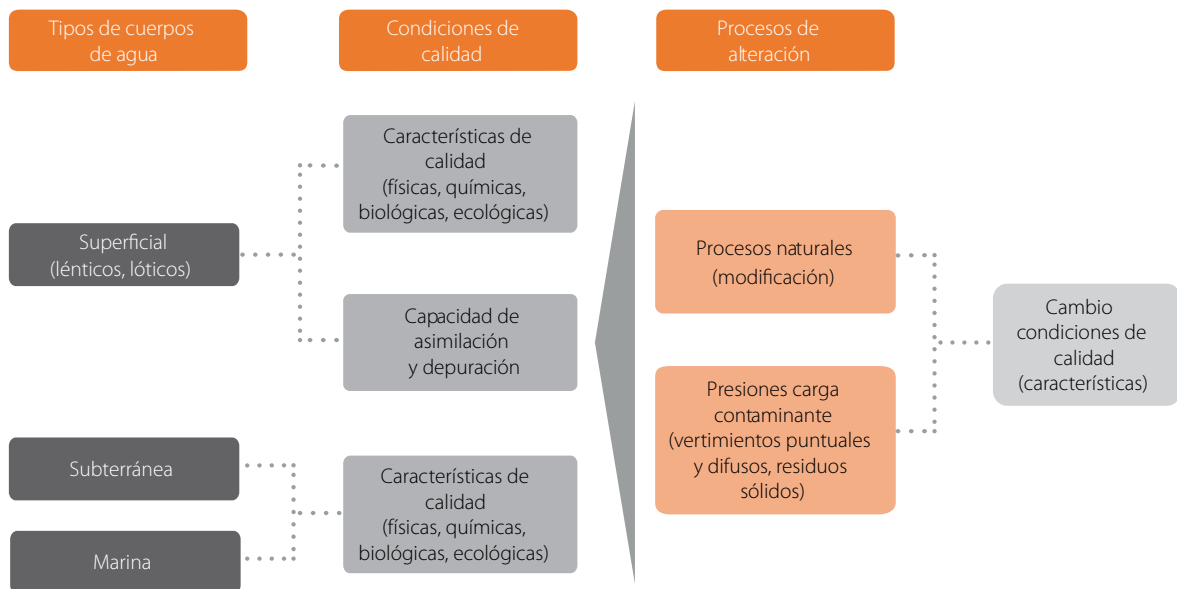 Tipos de cuerpos
de agua
Condiciones de
calidad
Procesos de
alteración
Superficial
(lénticos, lóticos)
Características de
calidad
(físicas, químicas,
biológicas, ecológicas)
Capacidad de
asimilación
y depuración
Subterránea
Marina
Características de
calidad
(físicas, químicas,
biológicas, ecológicas)
Procesos naturales
(modificación)
Presiones carga
contaminante
(vertimientos puntuales
y difusos, residuos
sólidos)
Cambio
condiciones de
calidad
(características)